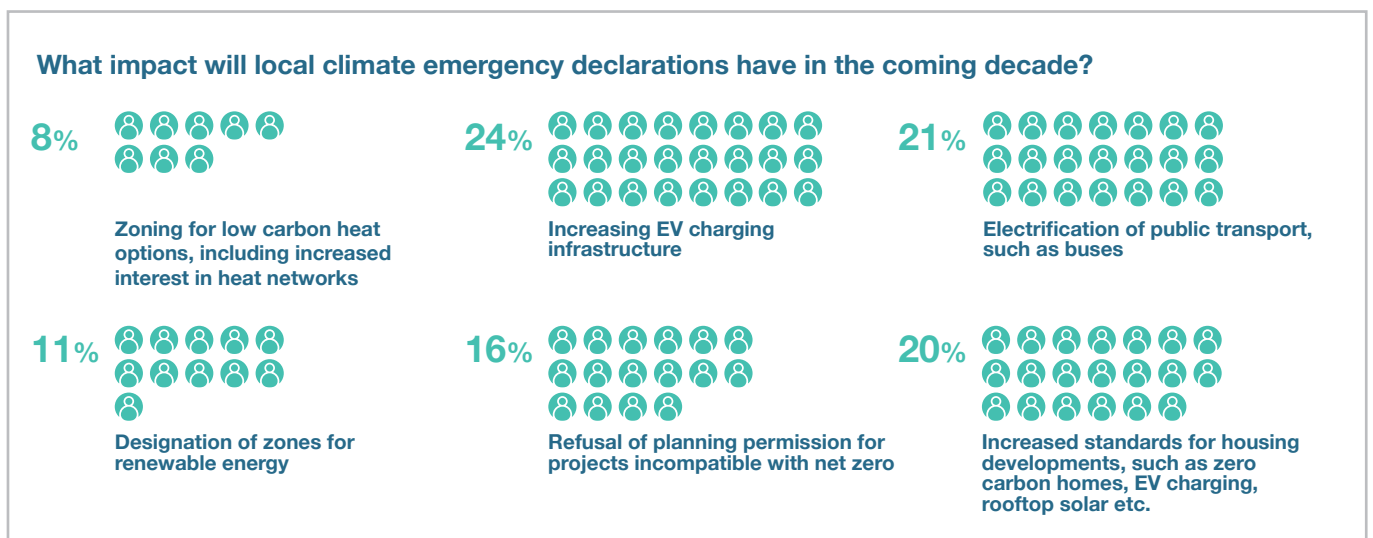 What impact will local climate emergency declarations have in the coming decade?
8%
Zoning for low carbon heat
options, including increased
interest in heat networks
24%
Increasing EV charging
infrastructure
21%
Electrification of public transport,
such as buses
11%
Designation of zones for
renewable energy
16%
Refusal of planning permission for
projects incompatible with net zero
20%
Increased standards for housing
developments, such as zero
carbon homes, EV charging,
rooftop solar etc.